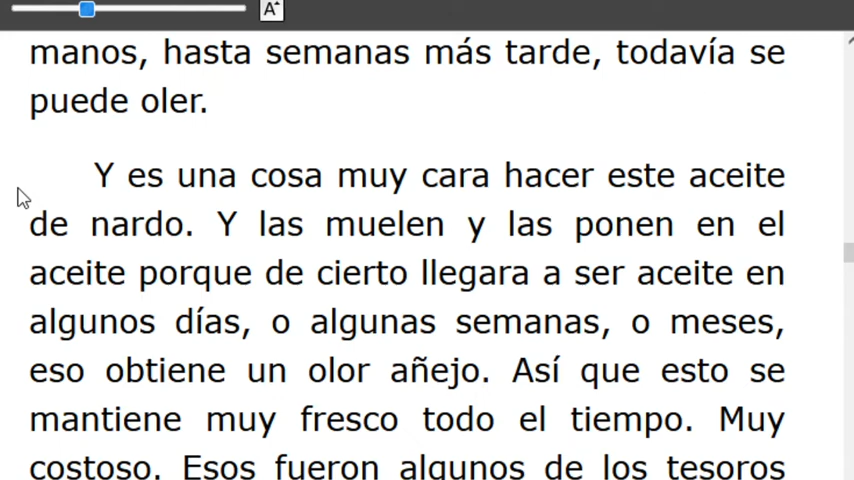 A
manos, hasta semanas más tarde, todavía se
puede oler.
Y es una cosa muy cara hacer este aceite
de nardo. Y las muelen y las ponen en el
aceite porque de cierto llegara a ser aceite en
algunos días, o algunas semanas, o meses,
eso obtiene un olor añejo. Así que esto se
mantiene muy fresco todo el tiempo. Muy
costoso. Esos fueron algunos de los tesoros